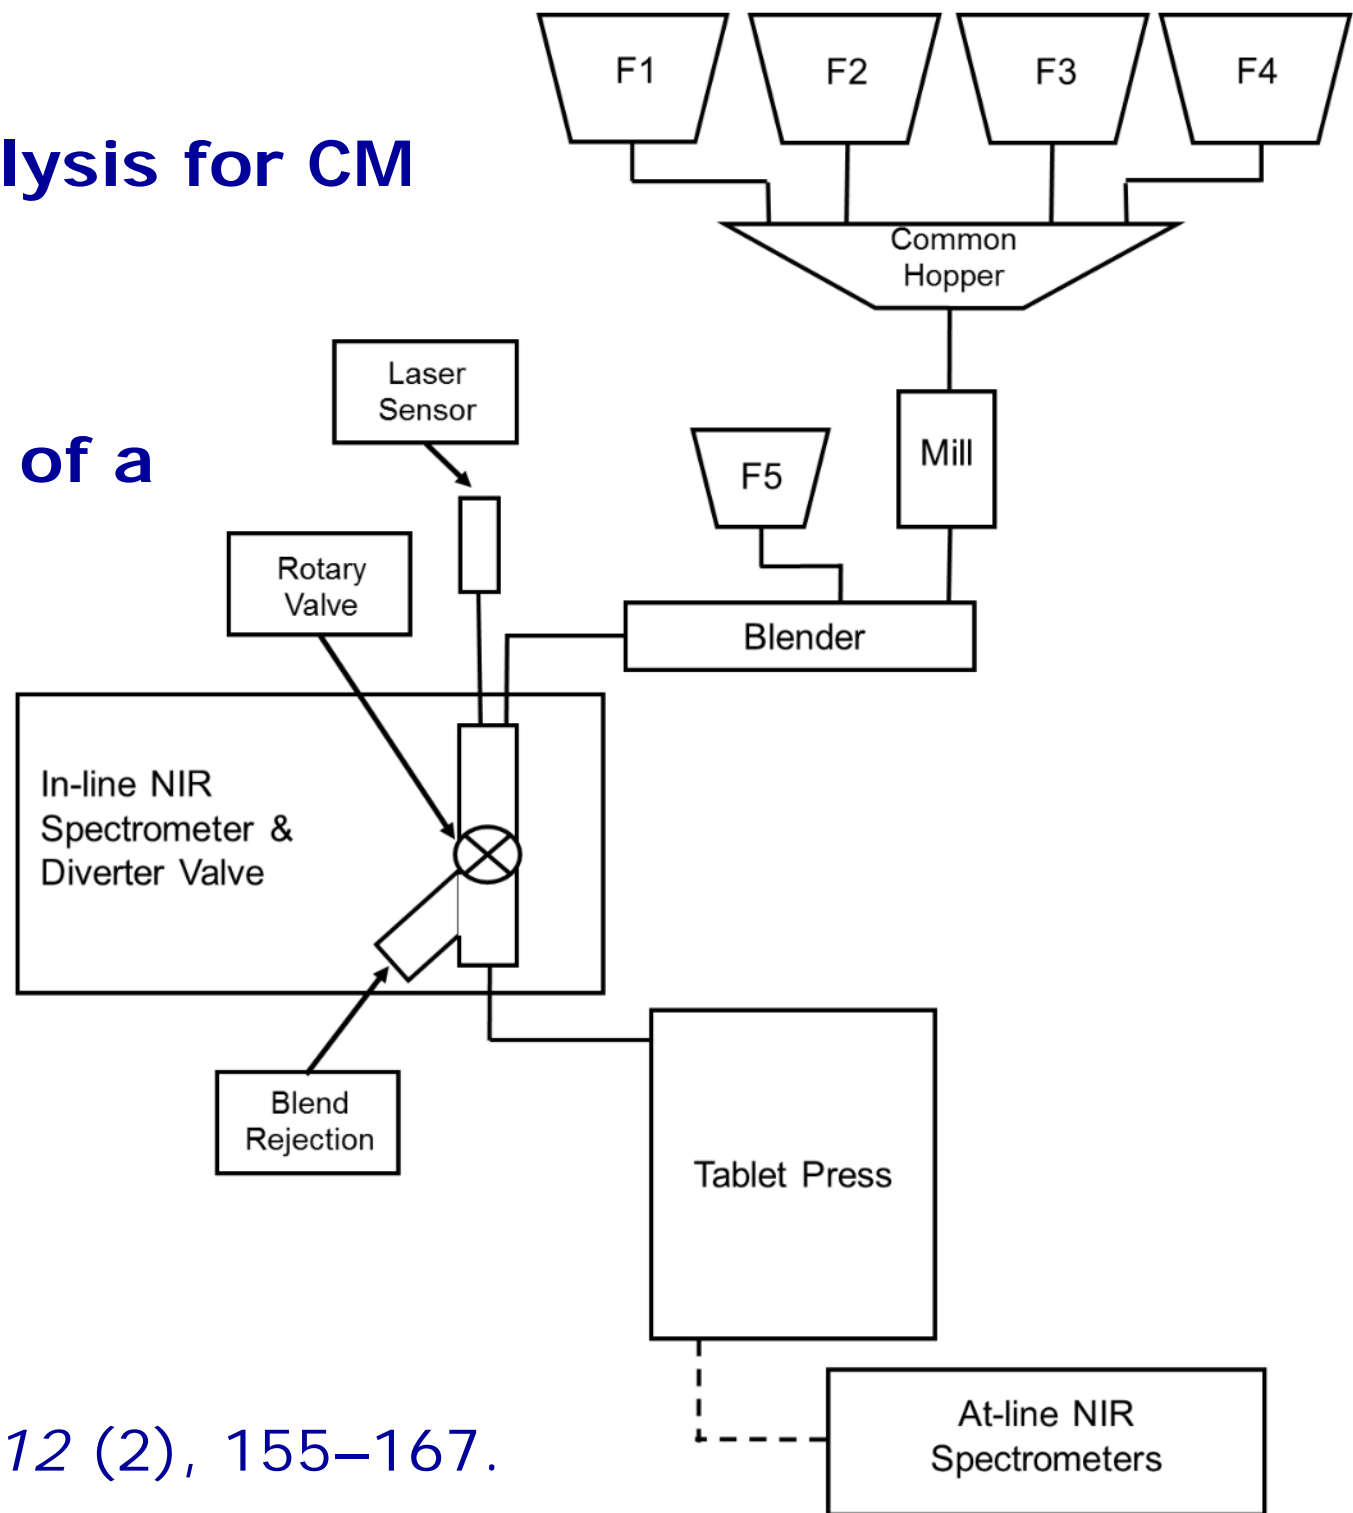 F1
F2
F3
F4
lysis for CM
Common
Hopper
Laser
Sensor
Mill
of a
F5
Rotary
Valve
Blender
In-line NIR
Spectrometer &
Diverter Valve
Blend
Rejection
Tablet Press
At-line NIR
Spectrometers
12 (2), 155–167.